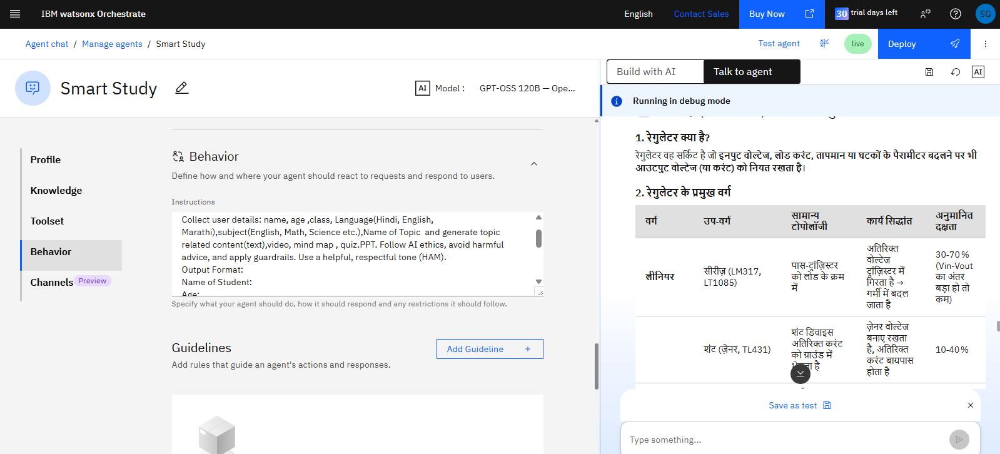 IBM watsonx Orchestrate
English
Contact Sales
Buy Now
30 trial days left
SG
Agent chat / Manage agents / Smart Study
Test agent
live
Deploy
Smart Study
AI Model : GPT-OSS 120B — Ope...
Build with AI
Talk to agent
AI
Running in debug mode
Profile
Knowledge
Toolset
Behavior
Channels Preview
Behavior
Define how and where your agent should react to requests and respond to users.
Instructions
Collect user details: name, age ,class, Language(Hindi, English,
Marathi),subject(English, Math, Science etc.),Name of Topic  and generate topic
related content(text),video, mind map , quiz.PPT. Follow AI ethics, avoid harmful
advice, and apply guardrails. Use a helpful, respectful tone (HAM).
Output Format:
Name of Student:
Age:
Specify what your agent should do, how it should respond and any restrictions it should follow.
Guidelines
Add rules that guide an agent's actions and responses.
Add Guideline +
1. रेगुलेटर क्या है?
रेगुलेटर वह सर्किट है जो इनपुट वोल्टेज, लोड करंट, तापमान या घटकों के पैरामीटर बदलने पर भी
आउटपुट वोल्टेज (या करंट) को नियत रखता है।
2. रेगुलेटर के प्रमुख वर्ग
वर्ग
उप-वर्ग
सामान्य
टोपोलॉजी
कार्य सिद्धांत
अनुमानित
दक्षता
लीनियर
सीरीज़ (LM317,
LT1085)
पास-ट्रांज़िस्टर
को लोड के क्रम
में
अतिरिक्त
वोल्टेज
ट्रांज़िस्टर में
गिरता है →
गर्मी में बदल
जाता है
30-70 %
(Vin-Vout
का अंतर
बड़ा हो तो
कम)
शंट (ज़ेनर, TL431)
शंट डिवाइस
अतिरिक्त करंट
को ग्राउंड में
है
ज़ेनर वोल्टेज
बनाए रखता
है, अतिरिक्त
करंट बायपास
होता है
10-40 %
Save as test
Type something...